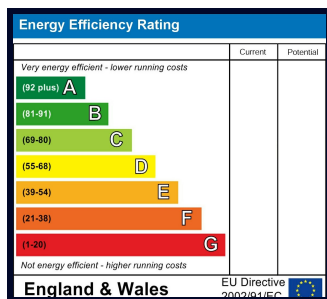 Energy Efficiency Rating
Current Potential
Very energy efficient - lower running costs
(92 plus) A
(81-91) B
(69-80) C
(55-68) D
(39-54) E
(21-38) F
(1-20) G
Not energy efficient - higher running costs
England & Wales
EU Directive
2002/91/EC